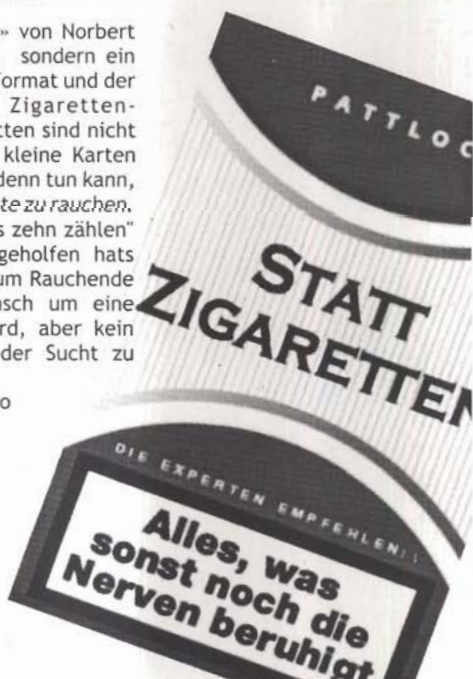 » von Norbert
sondern ein
ormat und der
Zigaretten-
tten sind nicht
kleine Karten
denn tun kann,
te zu rauchen.
s zehn zählen"
geholfen hats
um Rauchende
nsch um eine
rd, aber kein
der Sucht zu
o
PATTLOC
STATT
ZIGARETTEN
DIE EXPERTEN EMPFEHLEN:
Alles, was
sonst noch die
Nerven beruhigt